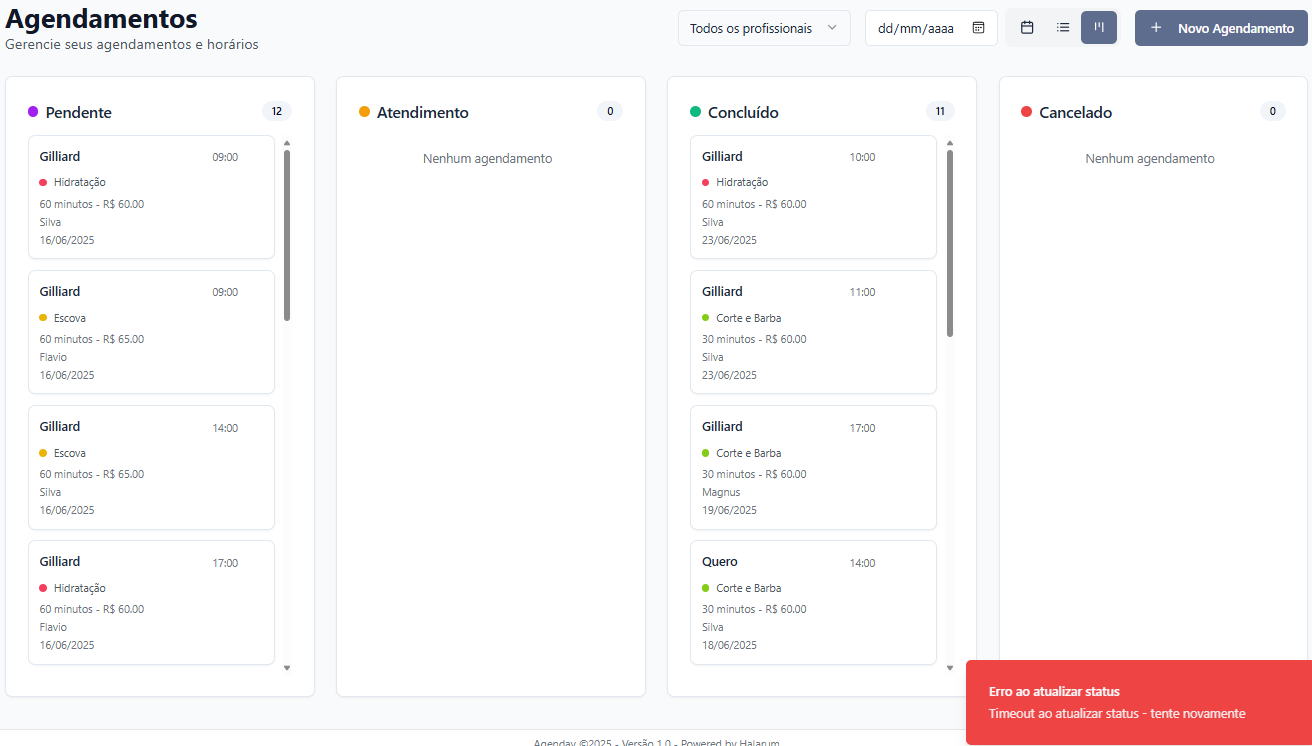 Agendamentos
Gerencie seus agendamentos e horários
Todos os profissionais
dd/mm/aaaa
Novo Agendamento
Pendente
12
Gilliard
09:00
Hidratação
60 minutos - R$ 60.00
Silva
16/06/2025
Gilliard
09:00
Escova
60 minutos - R$ 65.00
Flavio
16/06/2025
Gilliard
14:00
Escova
60 minutos - R$ 65.00
Silva
16/06/2025
Gilliard
17:00
Hidratação
60 minutos - R$ 60.00
Flavio
16/06/2025
Atendimento
0
Nenhum agendamento
Concluído
11
Gilliard
10:00
Hidratação
60 minutos - R$ 60.00
Silva
23/06/2025
Gilliard
11:00
Corte e Barba
30 minutos - R$ 60.00
Silva
23/06/2025
Gilliard
17:00
Corte e Barba
30 minutos - R$ 60.00
Magnus
19/06/2025
Quero
14:00
Corte e Barba
30 minutos - R$ 60.00
Silva
18/06/2025
Cancelado
0
Nenhum agendamento
Erro ao atualizar status
Timeout ao atualizar status - tente novamente
Agenday ©2025 - Versão 1.0 - Powered by Halarum